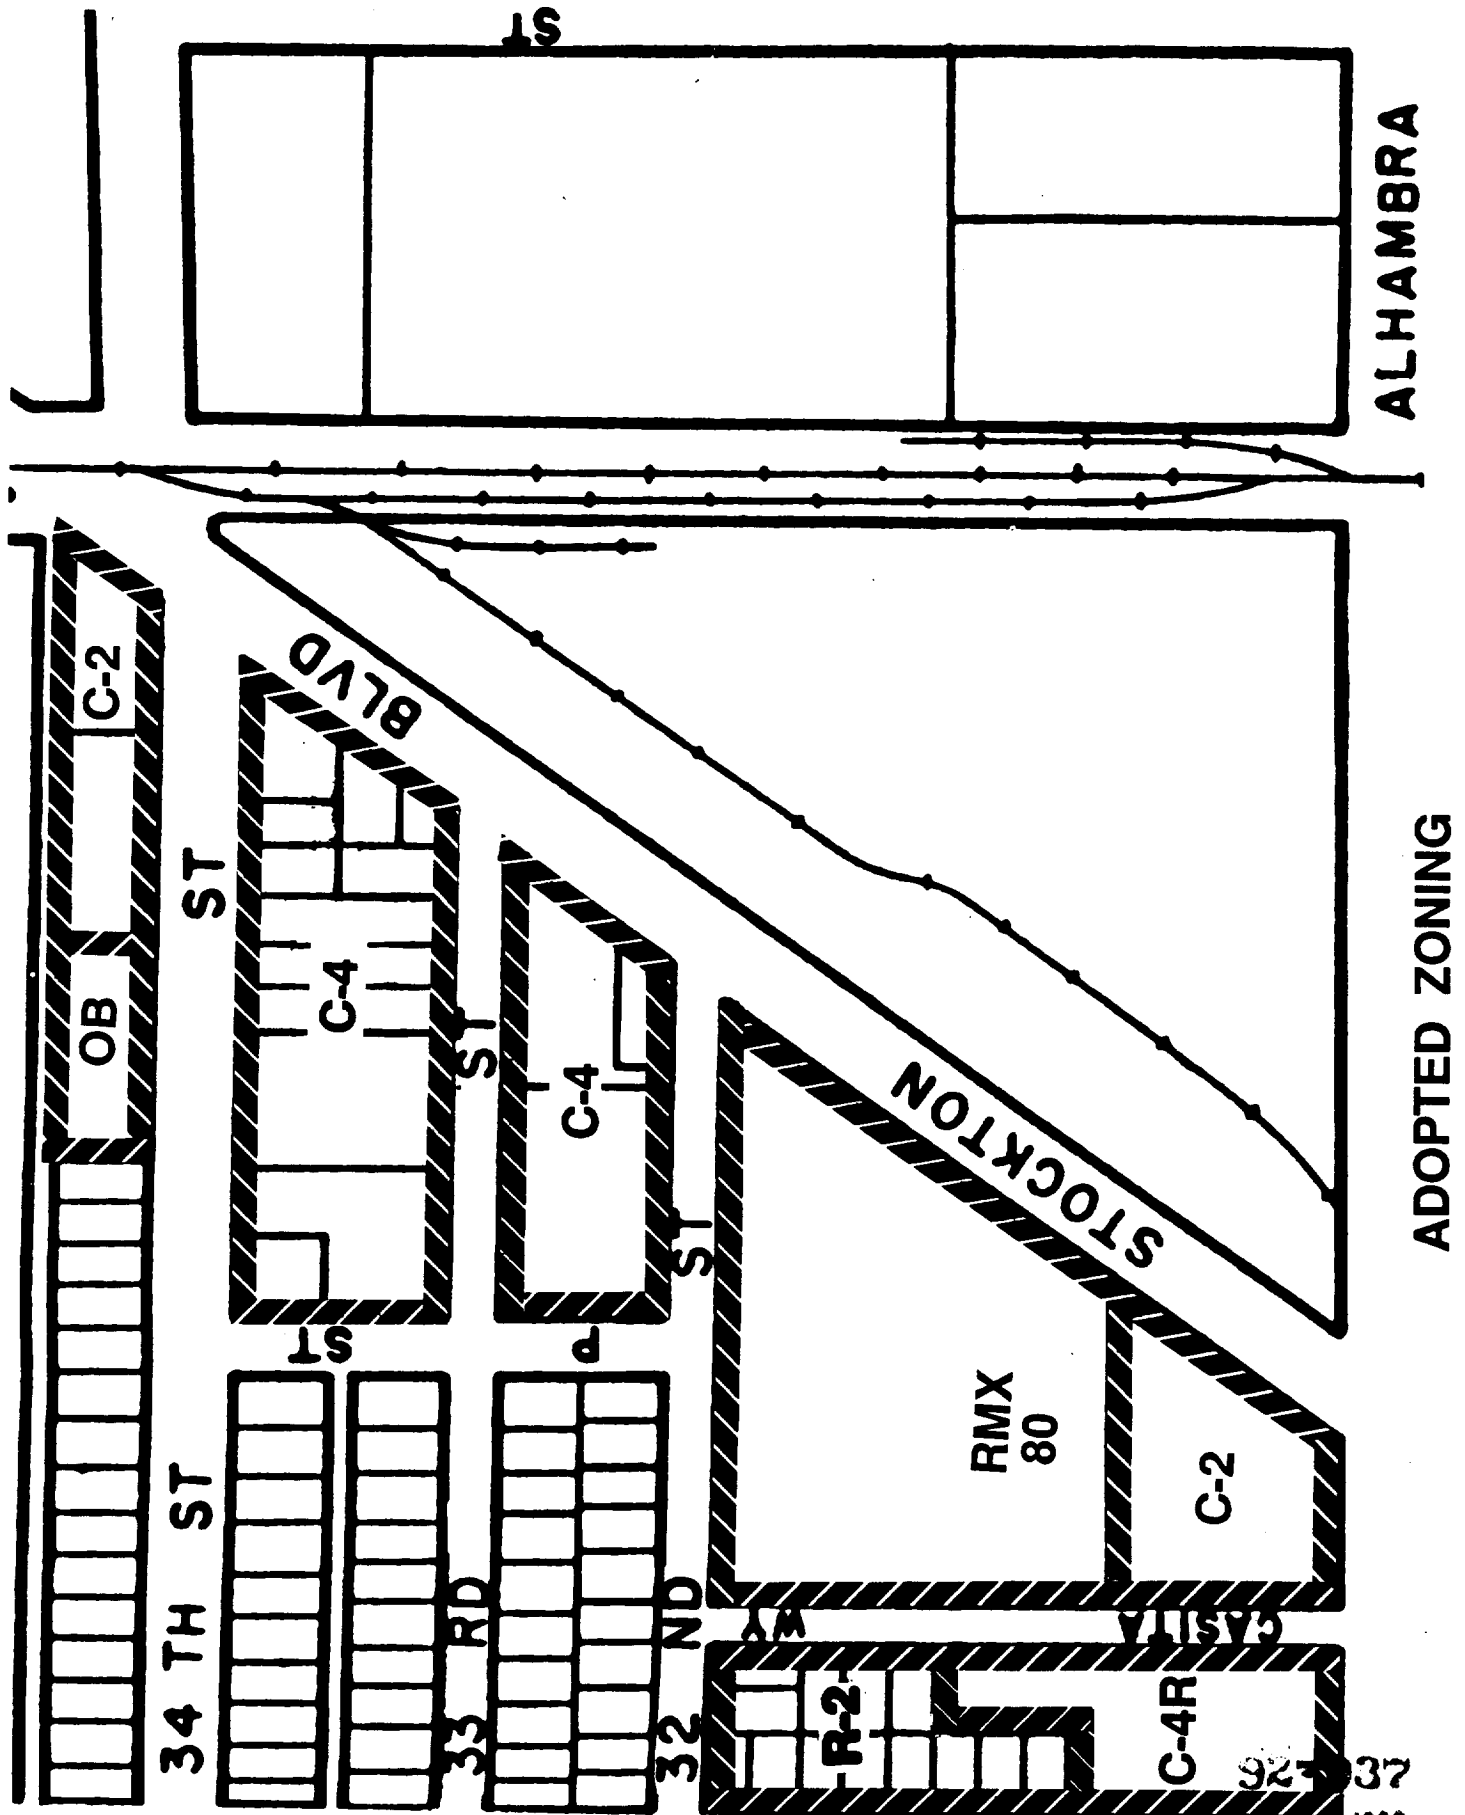 ST
ALHAMBRA
C-2
BLVD
ST
OB
C-4
ST
C-4
STOCKTON
ST
ADOPTED ZONING
ST
P
RMX
80
C-2
34 TH ST
33 RD
32 ND
CASITA WY
R-2
C-4R